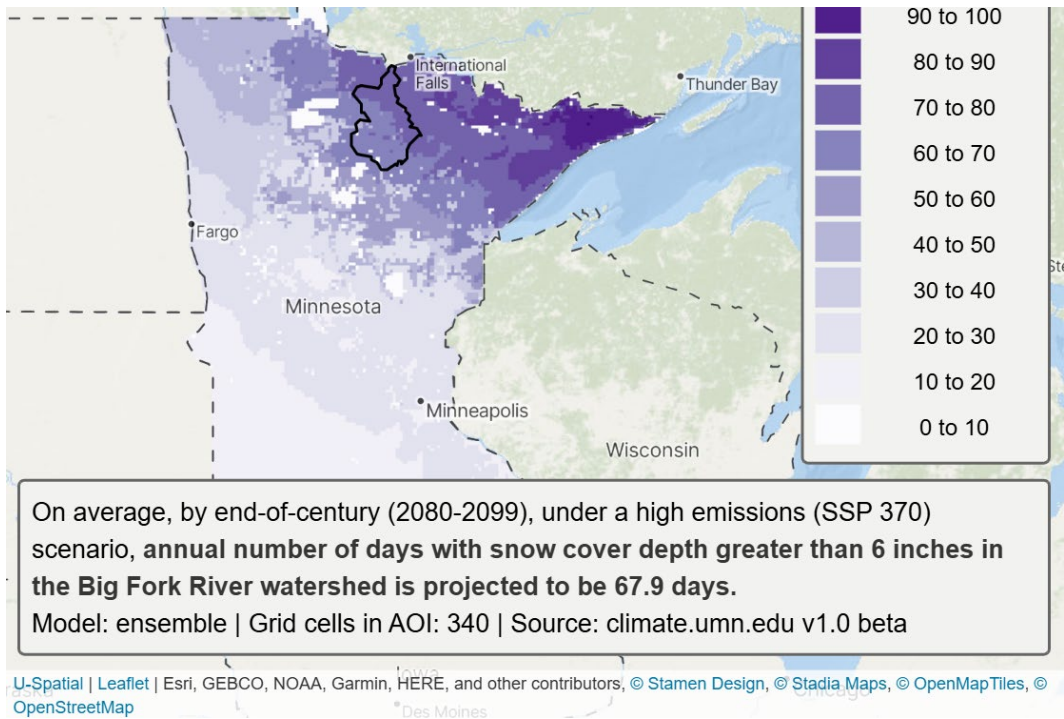 90 to 100
80 to 90
70 to 80
60 to 70
50 to 60
40 to 50
30 to 40
20 to 30
10 to 20
0 to 10
International
Falls
Thunder Bay
Fargo
Minnesota
Minneapolis
Wisconsin
Ste
On average, by end-of-century (2080-2099), under a high emissions (SSP 370)
scenario, annual number of days with snow cover depth greater than 6 inches in
the Big Fork River watershed is projected to be 67.9 days.
Model: ensemble | Grid cells in AOI: 340 | Source: climate.umn.edu v1.0 beta
Iowa
raska
Chicago
U-Spatial | Leaflet | Esri, GEBCO, NOAA, Garmin, HERE, and other contributors, © Stamen Design, © Stadia Maps, © OpenMapTiles, ©
OpenStreetMap
Des Moines